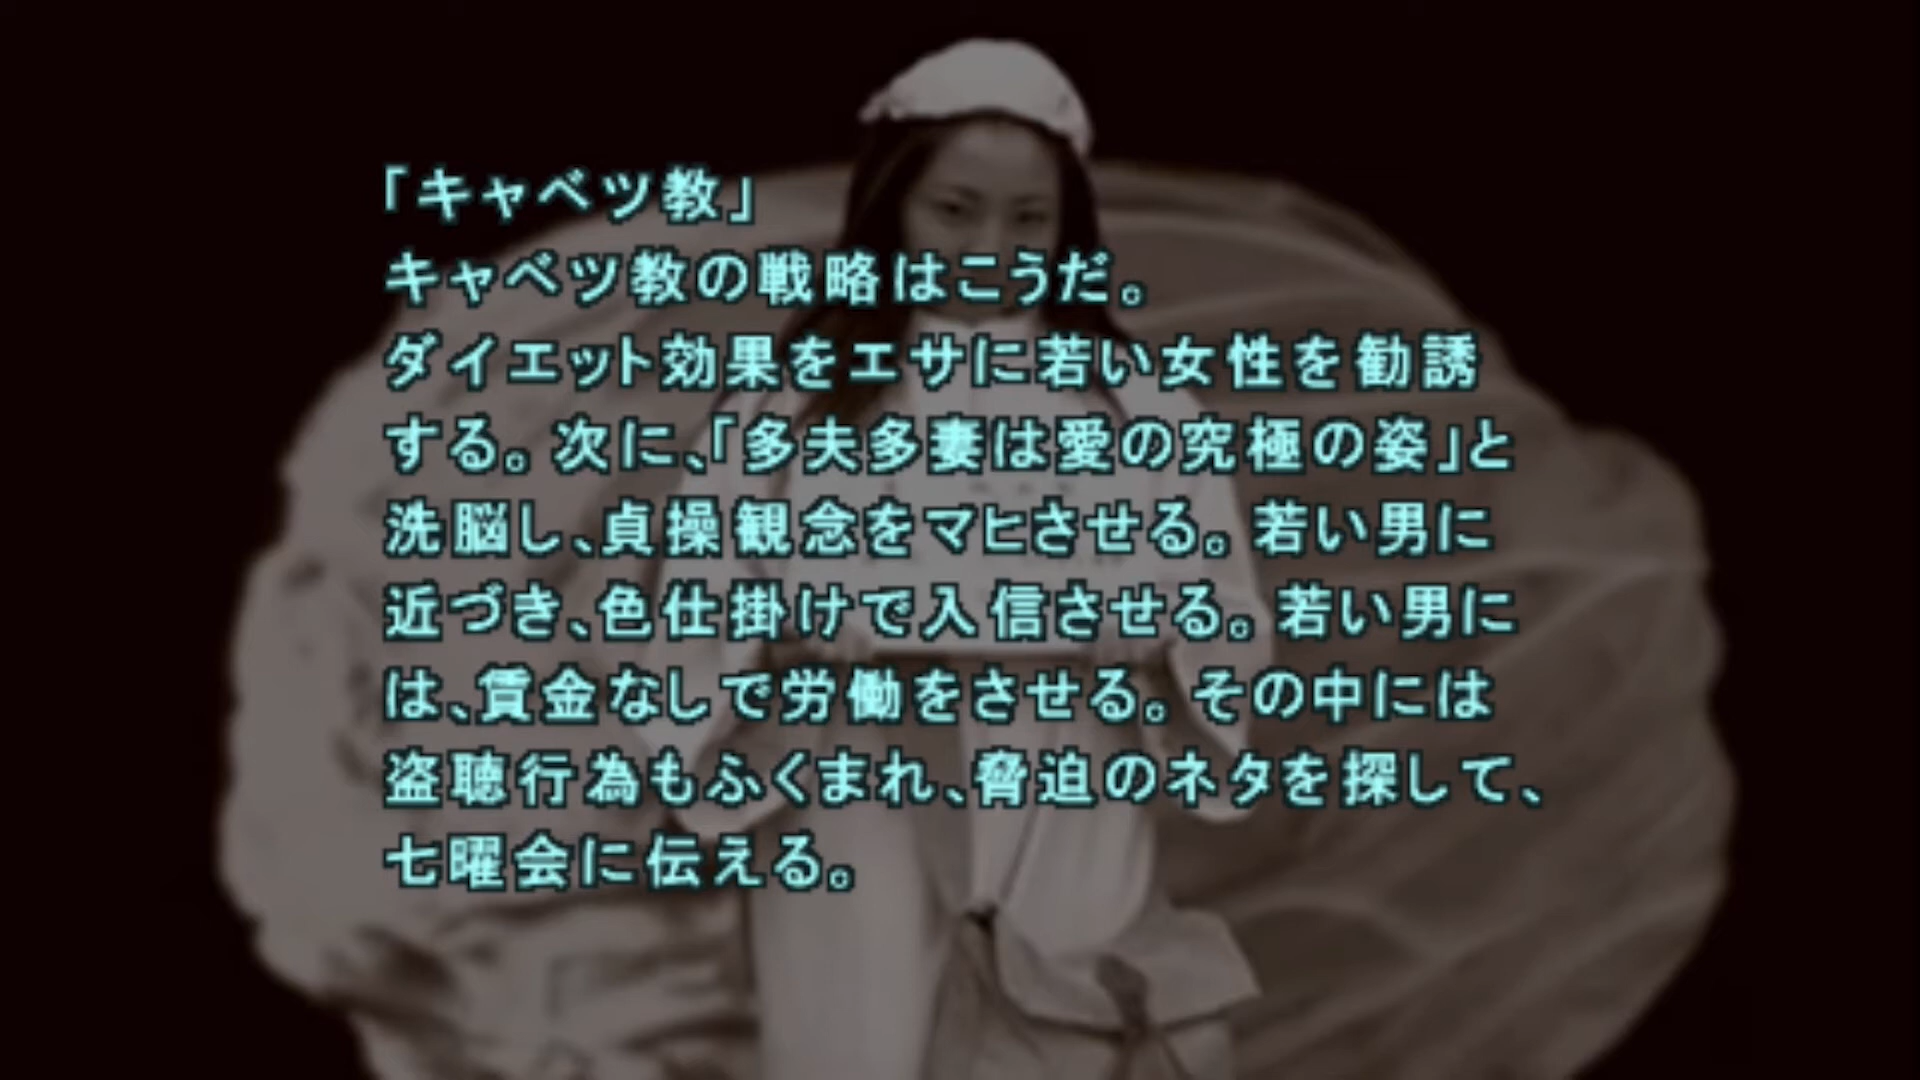 「キャベツ教」
キャベツ教の戦略はこうだ。
ダイエット効果をエサに若い女性を勧誘
する。次に、「多夫多妻は愛の究極の姿」と
洗脳し、貞操観念をマヒさせる。若い男に
近づき、色仕掛けで入信させる。若い男に
は、賃金なしで労働をさせる。その中には
盗聴行為もふくまれ、脅迫のネタを探して、
七曜会に伝える。